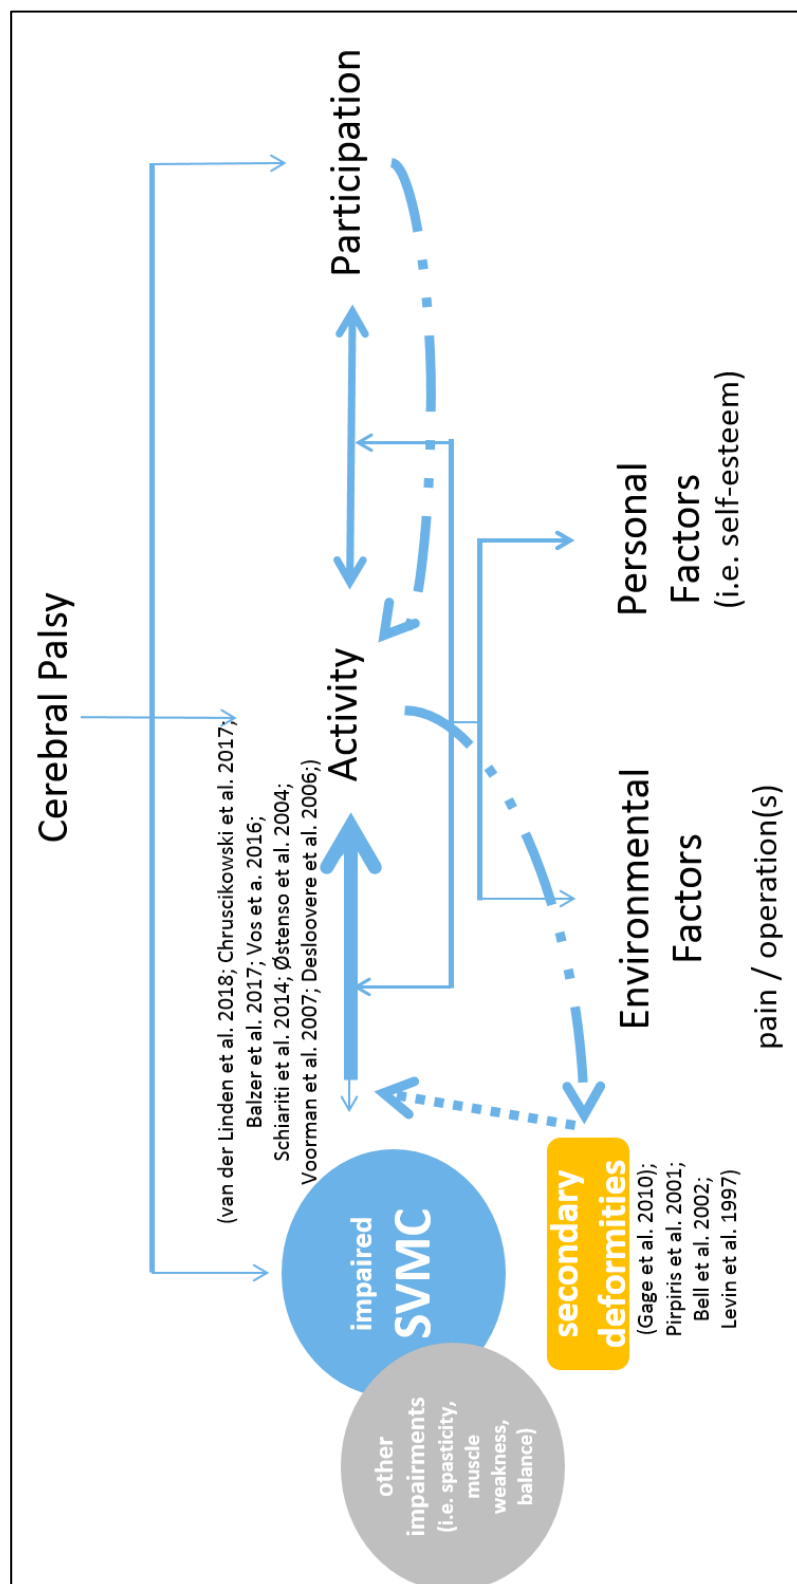 Cerebral Palsy
(van der Linden et al. 2018; Chruscikowski et al. 2017;
Balzer et al. 2017; Vos et a. 2016;
Schiariti et al. 2014; Østenso et al. 2004;
Voorman et al. 2007; Desloovere et al. 2006;)
other
impairments
(i.e. spasticity,
muscle
weakness,
balance)
impaired
SVMC
Activity
Participation
secondary
deformities
(Gage et al. 2010);
Pirpiris et al. 2001;
Bell et al. 2002;
Levin et al. 1997)
Environmental
Factors
Personal
Factors
(i.e. self-esteem)
pain / operation(s)